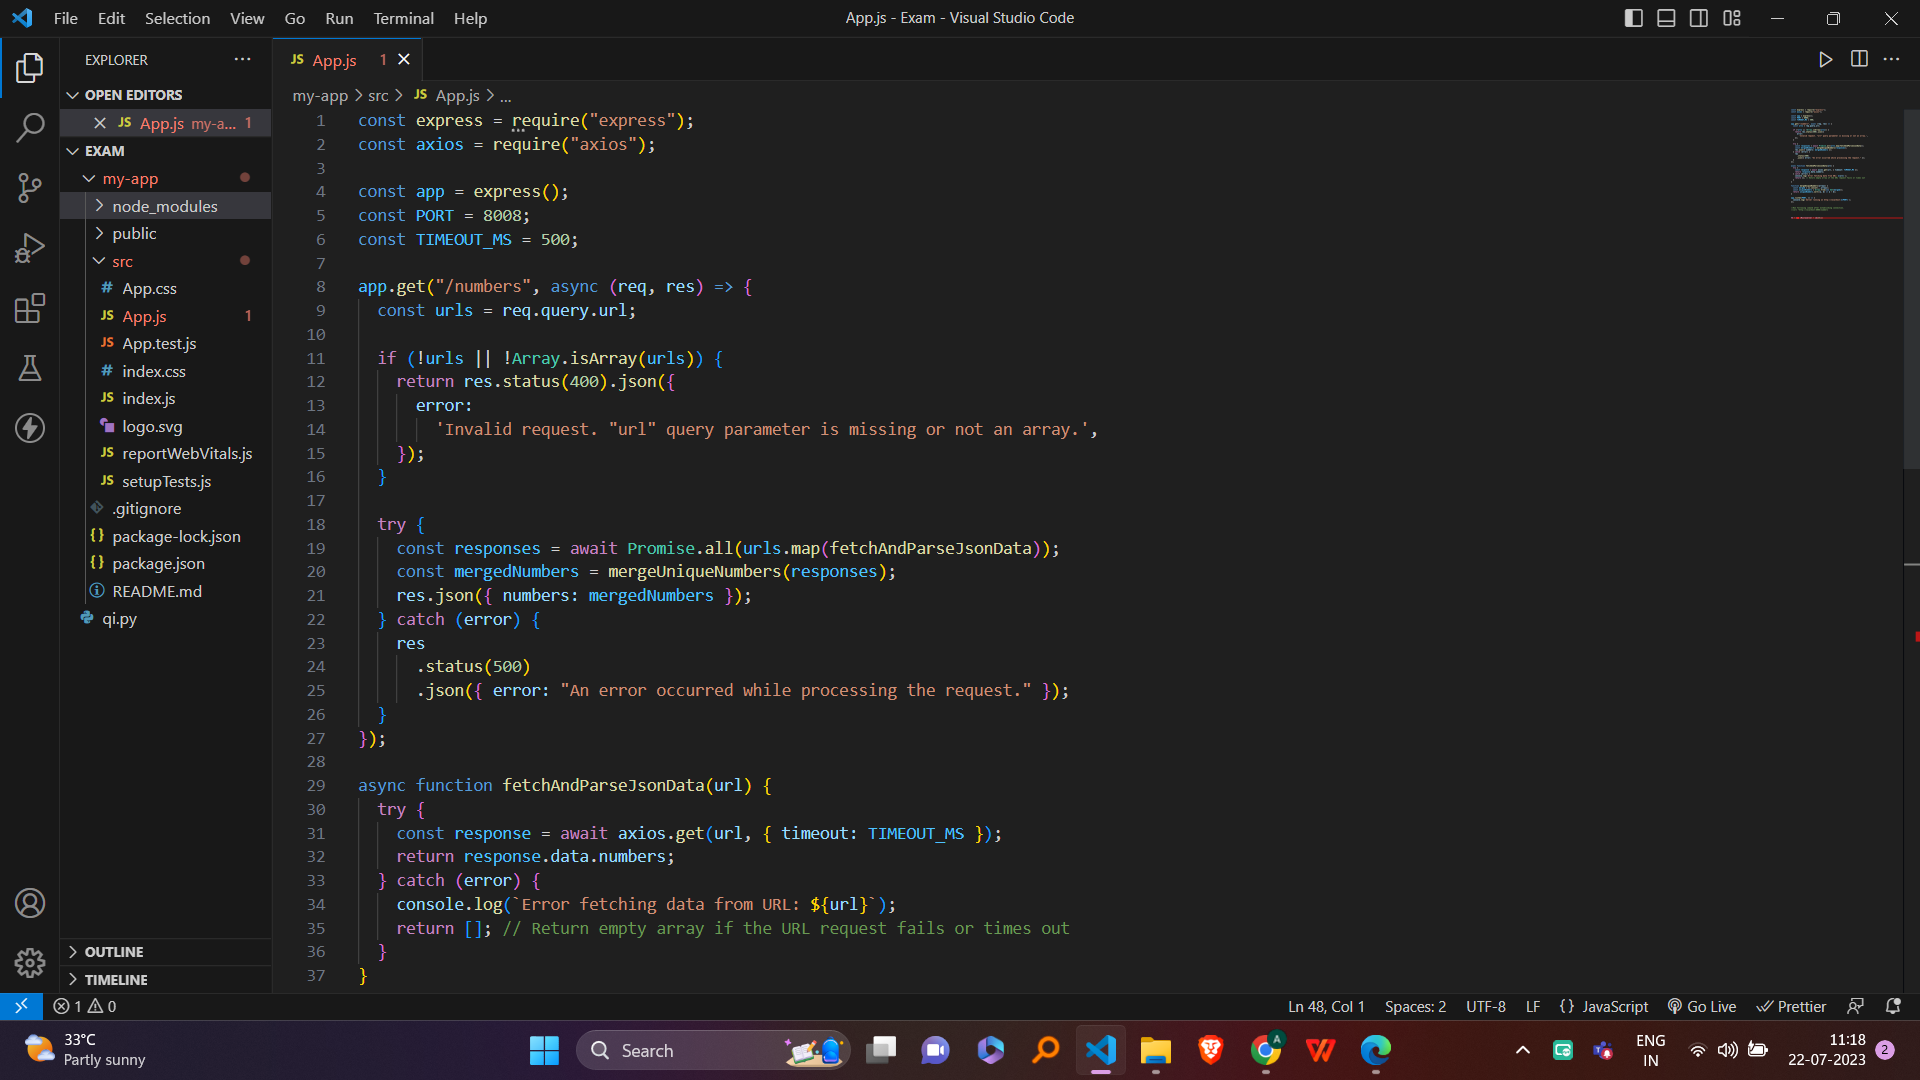 File Edit Selection View Go Run Terminal Help
App.js - Exam - Visual Studio Code
EXPLORER
OPEN EDITORS
JS App.js my-a... 1
EXAM
my-app
node_modules
public
src
# App.css
JS App.js 1
JS App.test.js
# index.css
JS index.js
logo.svg
JS reportWebVitals.js
JS setupTests.js
.gitignore
{} package-lock.json
{} package.json
README.md
qi.py
OUTLINE
TIMELINE
JS App.js 1
my-app > src > JS App.js > ...
1 const express = require("express");
2 const axios = require("axios");
3
4 const app = express();
5 const PORT = 8008;
6 const TIMEOUT_MS = 500;
7
8 app.get("/numbers", async (req, res) => {
9 const urls = req.query.url;
10
11 if (!urls || !Array.isArray(urls)) {
12 return res.status(400).json({
13 error:
14 'Invalid request. "url" query parameter is missing or not an array.',
15 });
16 }
17
18 try {
19 const responses = await Promise.all(urls.map(fetchAndParseJsonData));
20 const mergedNumbers = mergeUniqueNumbers(responses);
21 res.json({ numbers: mergedNumbers });
22 } catch (error) {
23 res
24 .status(500)
25 .json({ error: "An error occurred while processing the request." });
26 }
27 });
28
29 async function fetchAndParseJsonData(url) {
30 try {
31 const response = await axios.get(url, { timeout: TIMEOUT_MS });
32 return response.data.numbers;
33 } catch (error) {
34 console.log(`Error fetching data from URL: ${url}`);
35 return []; // Return empty array if the URL request fails or times out
36 }
37 }
1 0
Ln 48, Col 1 Spaces: 2 UTF-8 LF {} JavaScript Go Live Prettier
33°C
Partly sunny
Search
A
ENG
IN
11:18
22-07-2023
2